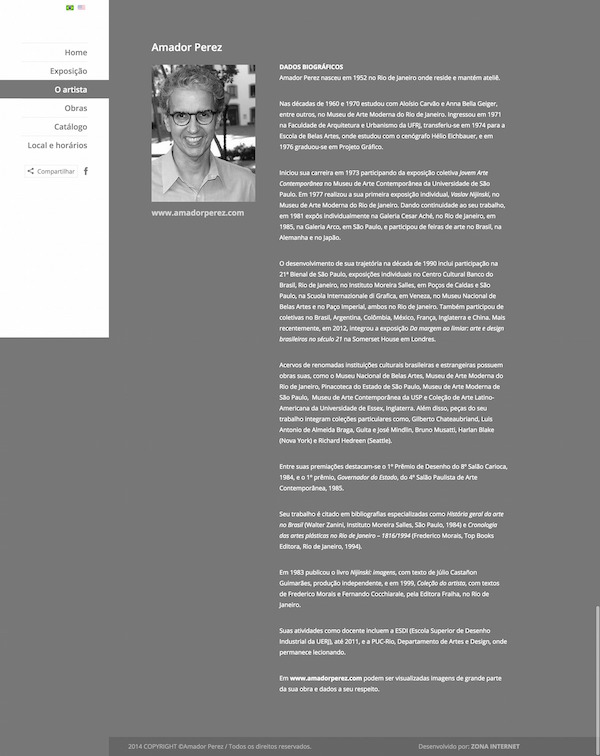 Home
Exposição
O artista
Obras
Catálogo
Local e horários
Compartilhar
Amador Perez
www.amadorperez.com
DADOS BIOGRÁFICOS
Amador Perez nasceu em 1952 no Rio de Janeiro onde reside e mantém ateliê.
Nas décadas de 1960 e 1970 estudou com Aloísio Carvão e Anna Bella Geiger,
entre outros, no Museu de Arte Moderna do Rio de Janeiro. Ingressou em 1971
na Faculdade de Arquitetura e Urbanismo da UFRJ, transferiu-se em 1974 para a
Escola de Belas Artes, onde estudou com o cenógrafo Hélio Eichbauer, e em
1976 graduou-se em Projeto Gráfico.
Iniciou sua carreira em 1973 participando da exposição coletiva Jovem Arte
Contemporânea no Museu de Arte Contemporânea da Universidade de São
Paulo. Em 1977 realizou a sua primeira exposição individual, Vaslav Nijinski, no
Museu de Arte Moderna do Rio de Janeiro. Dando continuidade ao seu trabalho,
em 1981 expôs individualmente na Galeria Cesar Aché, no Rio de Janeiro, em
1985, na Galeria Arco, em São Paulo, e participou de feiras de arte no Brasil, na
Alemanha e no Japão.
O desenvolvimento de sua trajetória na década de 1990 inclui participação na
21ª Bienal de São Paulo, exposições individuais no Centro Cultural Banco do
Brasil, Rio de Janeiro, no Instituto Moreira Salles, em Poços de Caldas e São
Paulo, na Scuola Internazionale di Grafica, em Veneza, no Museu Nacional de
Belas Artes e no Paço Imperial, ambos no Rio de Janeiro. Também participou de
coletivas no Brasil, Argentina, Colômbia, México, França, Inglaterra e China. Mais
recentemente, em 2012, integrou a exposição Da margem ao limiar: arte e design
brasileiros no século 21 na Somerset House em Londres.
Acervos de renomadas instituições culturais brasileiras e estrangeiras possuem
obras suas, como o Museu Nacional de Belas Artes, Museu de Arte Moderna do
Rio de Janeiro, Pinacoteca do Estado de São Paulo, Museu de Arte Moderna de
São Paulo, Museu de Arte Contemporânea da USP e Coleção de Arte Latino-
Americana da Universidade de Essex, Inglaterra. Além disso, peças do seu
trabalho integram coleções particulares como, Gilberto Chateaubriand, Luis
Antonio de Almeida Braga, Guita e José Mindlin, Bruno Musatti, Harlan Blake
(Nova York) e Richard Hedreen (Seattle).
Entre suas premiações destacam-se o 1º Prêmio de Desenho do 8º Salão Carioca,
1984, e o 1º prêmio, Governador do Estado, do 4º Salão Paulista de Arte
Contemporânea, 1985.
Seu trabalho é citado em bibliografias especializadas como História geral da arte
no Brasil (Walter Zanini, Instituto Moreira Salles, São Paulo, 1984) e Cronologia
das artes plásticas no Rio de Janeiro – 1816/1994 (Frederico Morais, Top Books
Editora, Rio de Janeiro, 1994).
Em 1983 publicou o livro Nijinski: imagens, com texto de Júlio Castañon
Guimarães, produção independente, e em 1999, Coleção do artista, com textos
de Frederico Morais e Fernando Cocchiarale, pela Editora Fraiha, no Rio de
Janeiro.
Suas atividades como docente incluem a ESDI (Escola Superior de Desenho
Industrial da UERJ), até 2011, e a PUC-Rio, Departamento de Artes e Design, onde
permanece lecionando.
Em www.amadorperez.com podem ser visualizadas imagens de grande parte
da sua obra e dados a seu respeito.
2014 COPYRIGHT ©Amador Perez / Todos os direitos reservados.
Desenvolvido por: ZONA INTERNET